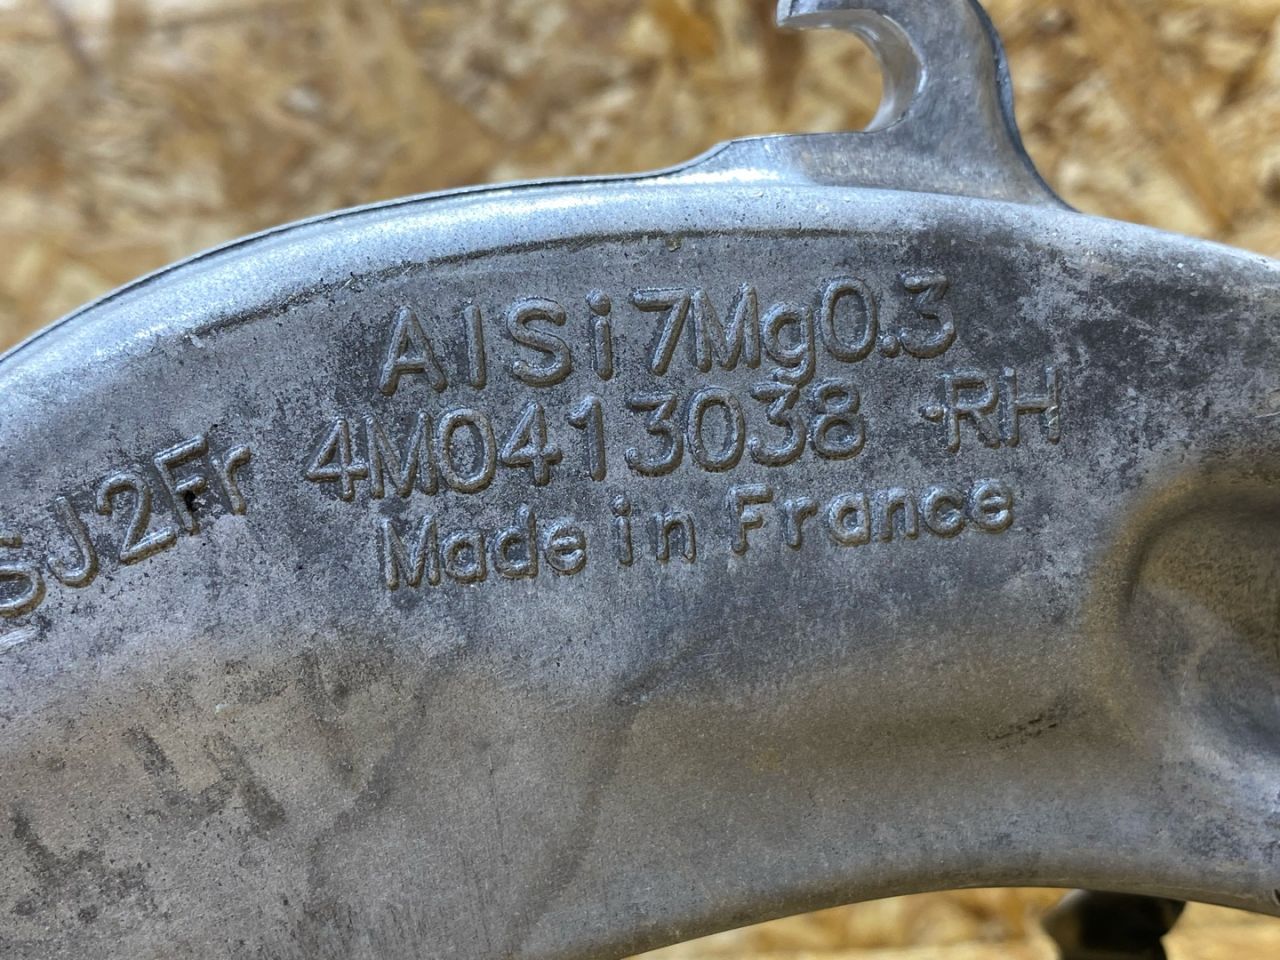 AlSi7Mg0.3
SJ2Fr 4M0413038 ·RH
Made in France